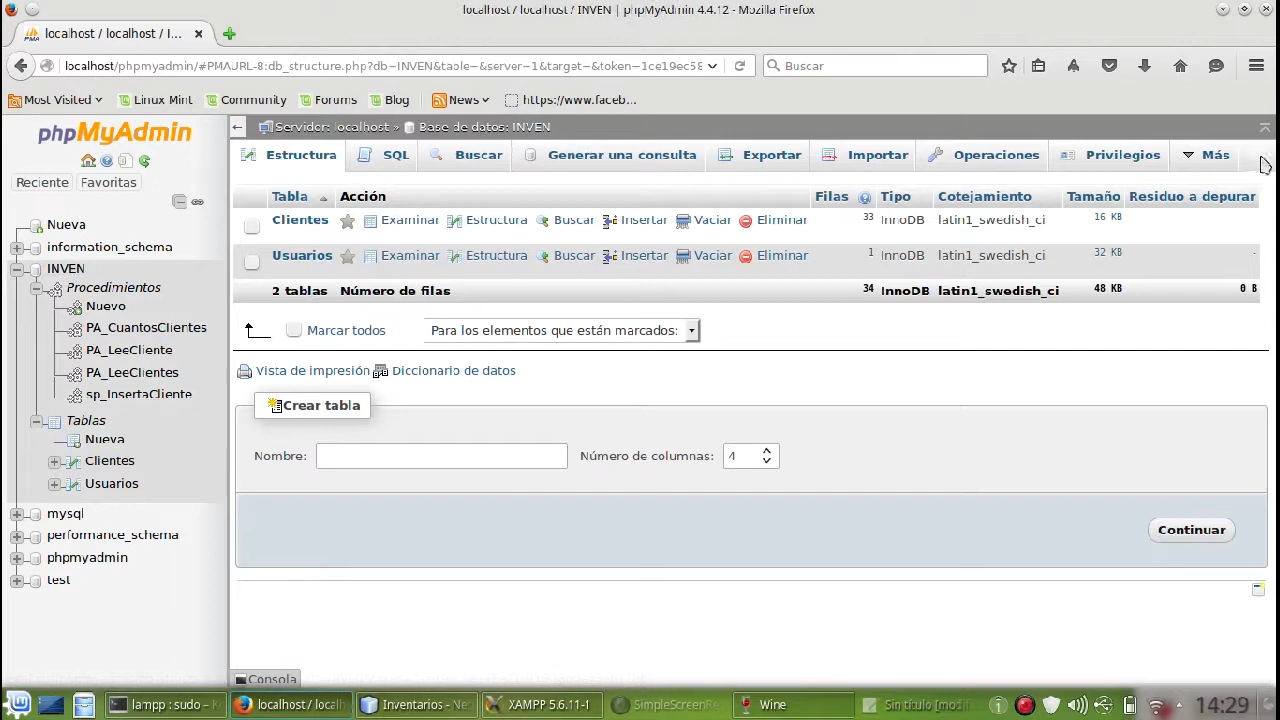 localhost / localhost / INVEN | phpMyAdmin 4.4.12 - Mozilla Firefox
localhost / localhost / I...
localhost/phpmyadmin/#PMAURL-8:db_structure.php?db=INVEN&table=&server=1&target=&token=1ce19ec58
Buscar
Most Visited
Linux Mint
Community
Forums
Blog
News
https://www.faceb...
phpMyAdmin
Reciente
Favoritas
Nueva
information_schema
INVEN
Procedimientos
Nuevo
PA_CuantosClientes
PA_LeeCliente
PA_LeeClientes
sp_InsertaCliente
Tablas
Nueva
Clientes
Usuarios
mysql
performance_schema
phpmyadmin
test
Servidor: localhost » Base de datos: INVEN
Estructura SQL Buscar Generar una consulta Exportar Importar Operaciones Privilegios Más
Tabla Acción Filas Tipo Cotejamiento Tamaño Residuo a depurar
Clientes Examinar Estructura Buscar Insertar Vaciar Eliminar 33 InnoDB latin1_swedish_ci 16 KB -
Usuarios Examinar Estructura Buscar Insertar Vaciar Eliminar 1 InnoDB latin1_swedish_ci 32 KB -
2 tablas Número de filas 34 InnoDB latin1_swedish_ci 48 KB 0 B
Marcar todos Para los elementos que están marcados:
Vista de impresión Diccionario de datos
Crear tabla
Nombre: Número de columnas: 4
Continuar
Consola
lampp : sudo –
localhost / localh
Inventarios - Ne
XAMPP 5.6.11-1
SimpleScreenRe
Wine
Sin título [modif
14:29